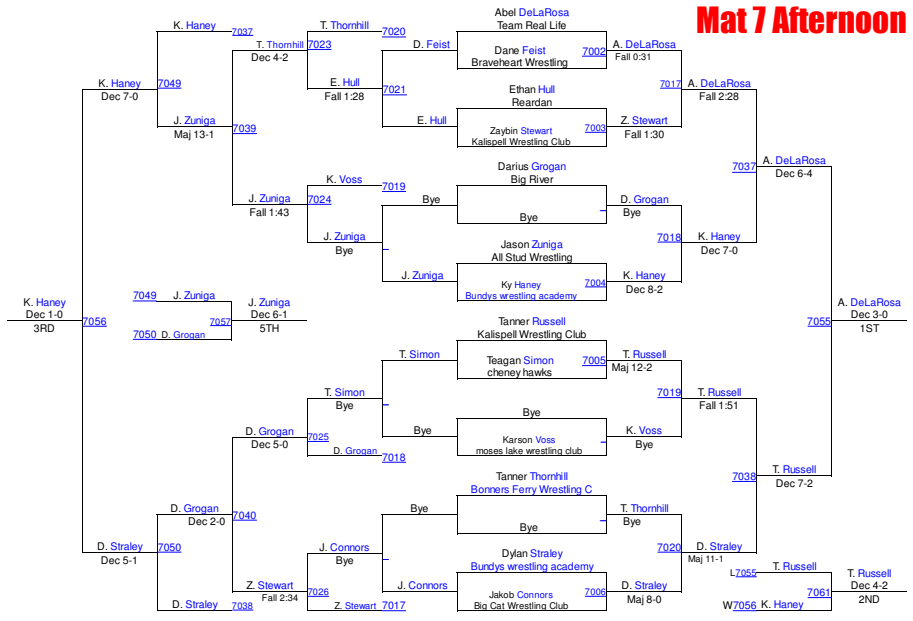 Mat 7 Afternoon
Abel DeLaRosa
Team Real Life
Dane Feist
Braveheart Wrestling
7002
Ethan Hull
Reardan
Zaybin Stewart
Kalispell Wrestling Club
7003
Darius Grogan
Big River
Bye
Jason Zuniga
All Stud Wrestling
Ky Haney
Bundys wrestling academy
7004
Tanner Russell
Kalispell Wrestling Club
Teagan Simon
cheney hawks
7005
Bye
Karson Voss
moses lake wrestling club
Tanner Thornhill
Bonners Ferry Wrestling C
Bye
Dylan Straley
Bundys wrestling academy
Jakob Connors
Big Cat Wrestling Club
7006
A. DeLaRosa
Fall 0:31
7017
Z. Stewart
Fall 1:30
D. Grogan
Bye
7018
K. Haney
Dec 8-2
T. Russell
Maj 12-2
7019
K. Voss
Bye
T. Thornhill
Bye
7020
D. Straley
Maj 8-0
A. DeLaRosa
Fall 2:28
7037
K. Haney
Dec 7-0
T. Russell
Fall 1:51
7038
D. Straley
Maj 11-1
A. DeLaRosa
Dec 6-4
7055
T. Russell
Dec 7-2
A. DeLaRosa
Dec 3-0
1ST
L7055 T. Russell
7061
W7056 K. Haney
T. Russell
Dec 4-2
2ND
D. Feist
7021
E. Hull
Bye
J. Zuniga
T. Simon
Bye
Bye
J. Connors
T. Thornhill 7020
7023
E. Hull
Fall 1:28
K. Voss 7019
7024
J. Zuniga
Bye
T. Simon
Bye
7025
D. Grogan 7018
J. Connors
Bye
7026
Z. Stewart 7017
T. Thornhill
Dec 4-2
7039
J. Zuniga
Fall 1:43
D. Grogan
Dec 5-0
7040
Z. Stewart
Fall 2:34
K. Haney 7037
7049
J. Zuniga
Maj 13-1
D. Grogan
Dec 2-0
7050
D. Straley 7038
K. Haney
Dec 7-0
7056
D. Straley
Dec 5-1
K. Haney
Dec 1-0
3RD
7049 J. Zuniga
7057
7050 D. Grogan
J. Zuniga
Dec 6-1
5TH